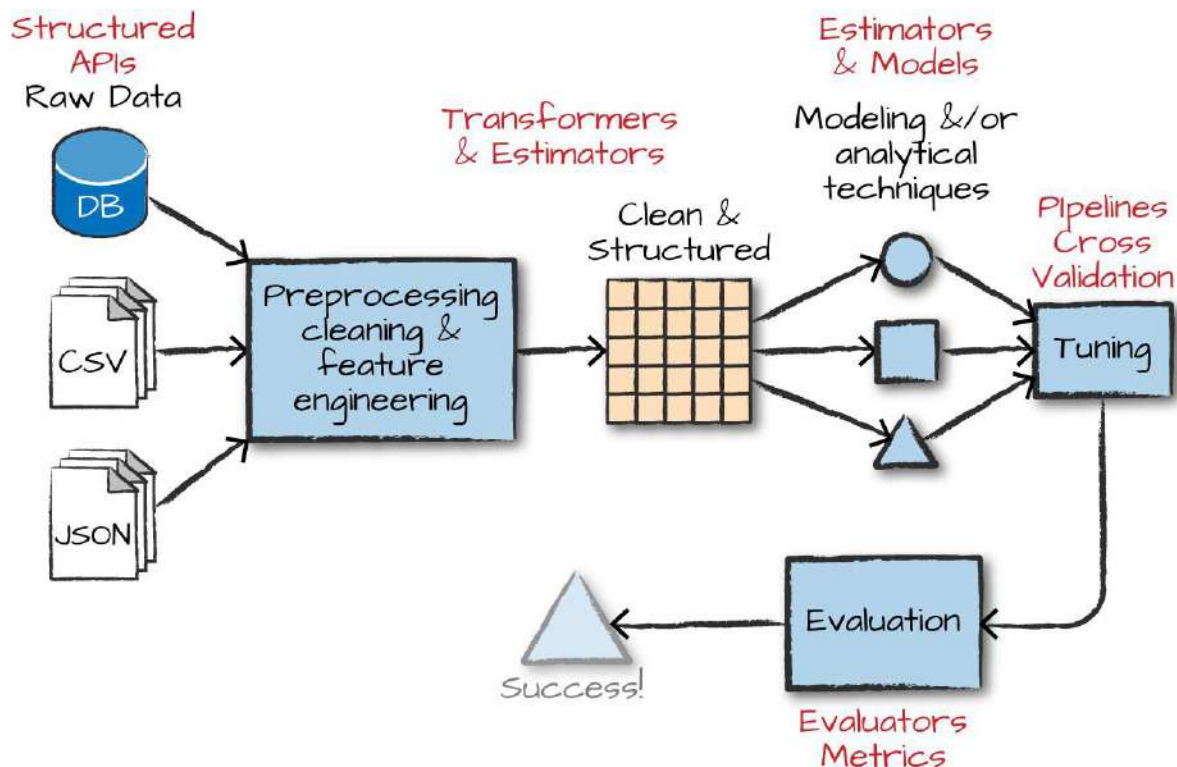 Structured
APIs
Raw Data
DB
CSV
JSON
Preprocessing
cleaning &
feature
engineering
Transformers
& Estimators
Clean &
Structured
Estimators
& Models
Modeling &/or
analytical
techniques
PIpelines
Cross
Validation
Tuning
Evaluation
Evaluators
Metrics
Success!